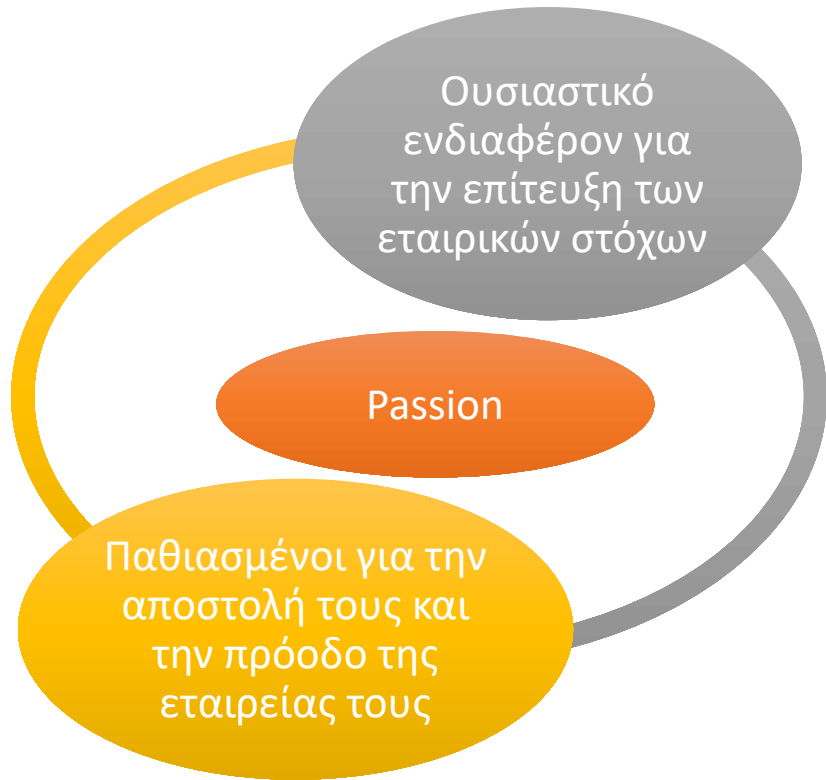 Ουσιαστικό
ενδιαφέρον για
την επίτευξη των
εταιρικών στόχων
Passion
Παθιασμένοι για την
αποστολή τους και
την πρόοδο της
εταιρείας τους